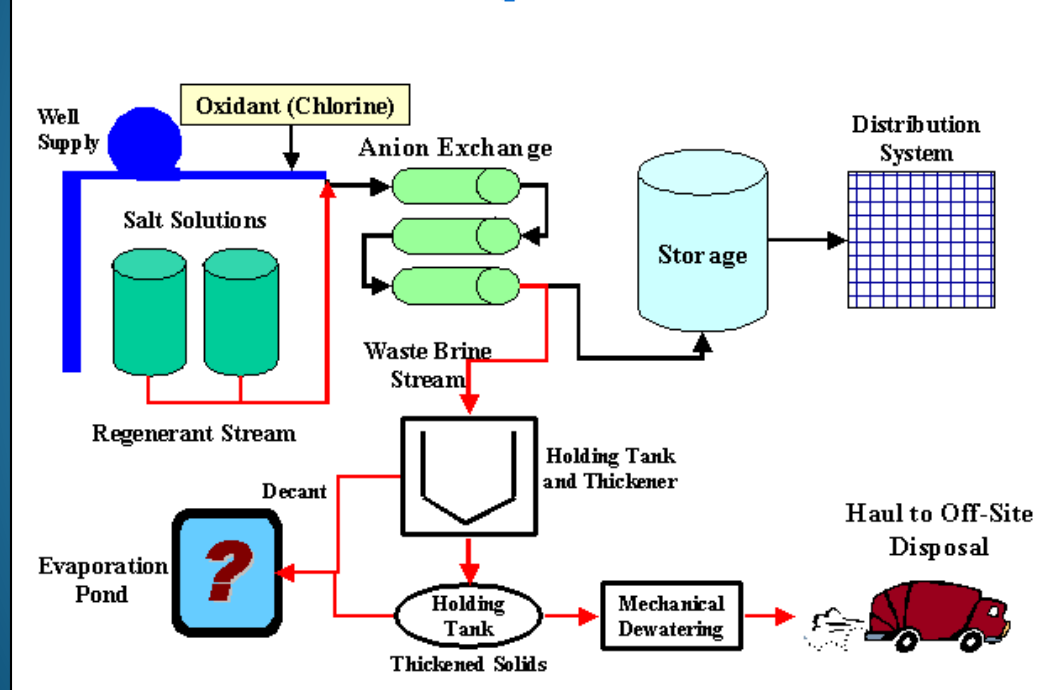 Oxidant (Chlorine)
Well
Supply
Anion Exchange
Distribution
System
Salt Solutions
Storage
Waste Brine
Stream
Regenerant Stream
Holding Tank
and Thickener
Decant
Haul to Off-Site
Disposal
Evaporation
Pond
?
Holding
Tank
Mechanical
Dewatering
Thickened Solids